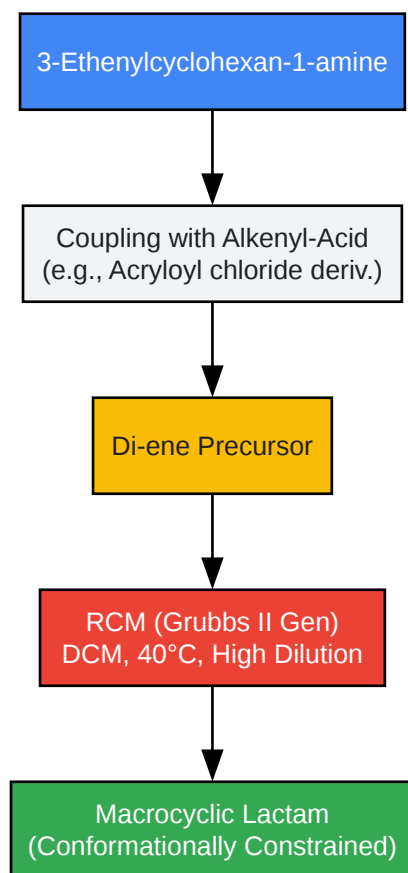 3-Ethenylcyclohexan-1-amine
Coupling with Alkenyl-Acid
(e.g., Acryloyl chloride deriv.)
Di-ene Precursor
RCM (Grubbs II Gen)
DCM, 40°C, High Dilution
Macrocyclic Lactam
(Conformationally Constrained)